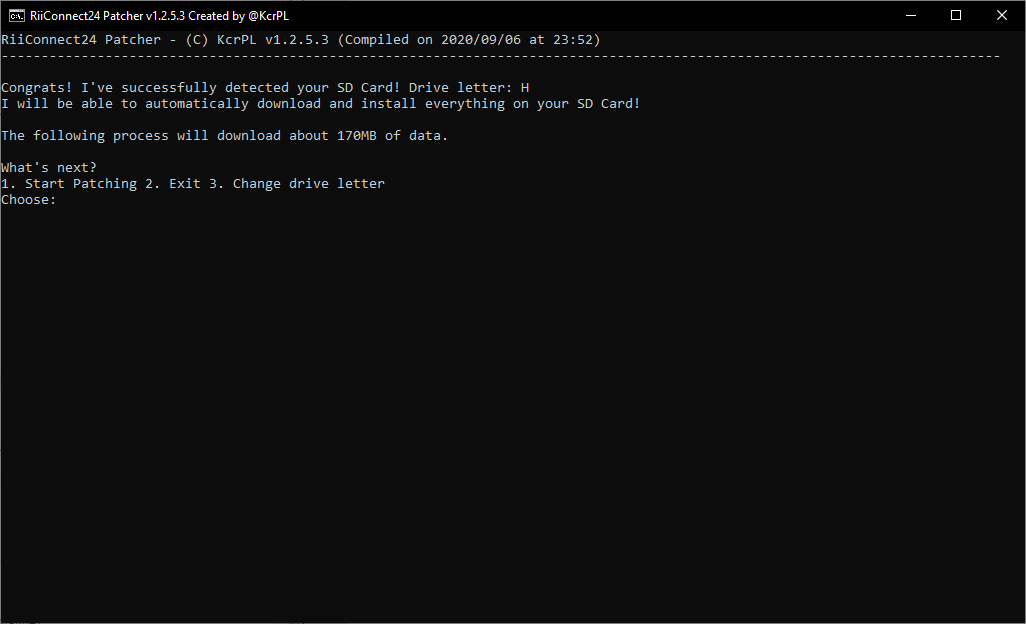 RiiConnect24 Patcher v1.2.5.3 Created by @KcrPL
RiiConnect24 Patcher - (C) KcrPL v1.2.5.3 (Compiled on 2020/09/06 at 23:52)
-----------------------------------------------------------------------------------------------------------------------------
Congrats! I've successfully detected your SD Card! Drive letter: H
I will be able to automatically download and install everything on your SD Card!
The following process will download about 170MB of data.
What's next?
1. Start Patching 2. Exit 3. Change drive letter
Choose: